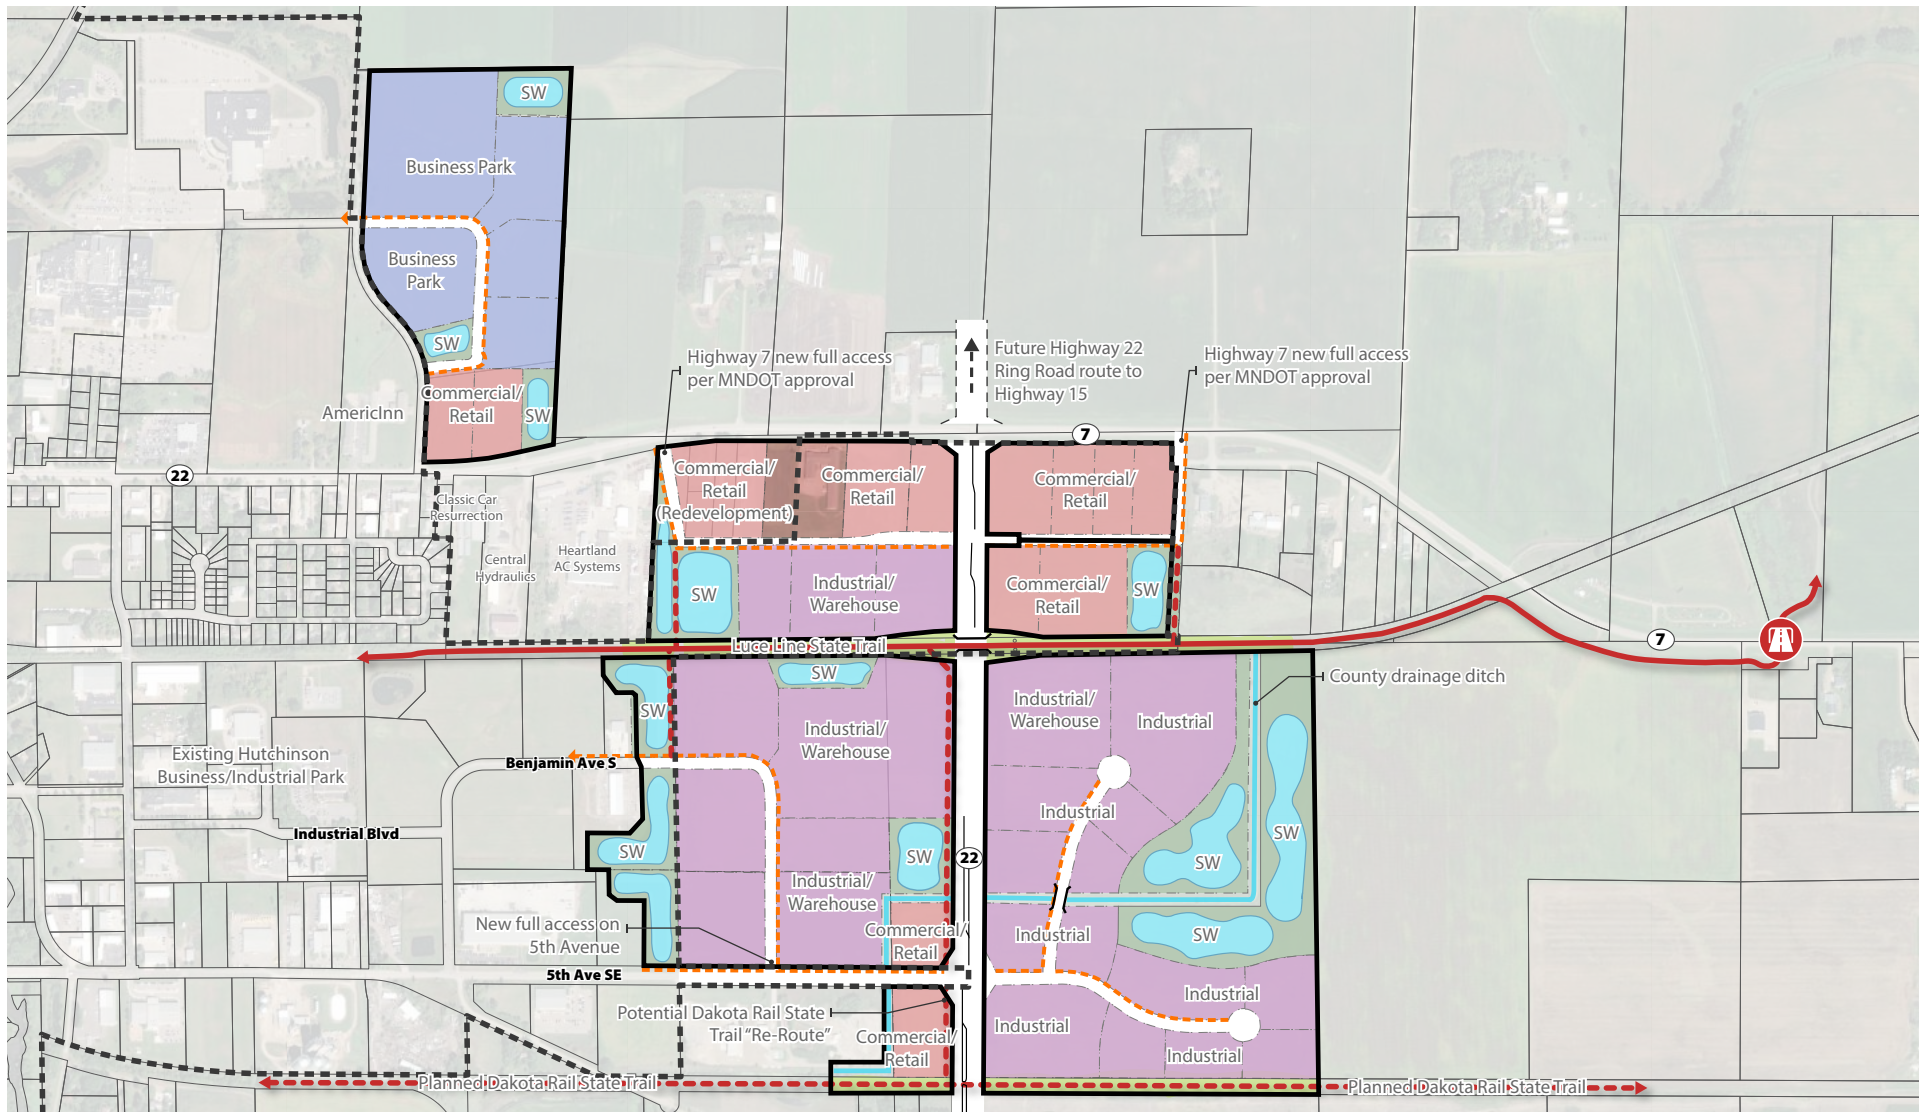 SW
Business Park
Business
Park
SW
Commercial/
Retail
SW
AmericInn
Highway 7 new full access
per MNDOT approval
Future Highway 22
Ring Road route to
Highway 15
Highway 7 new full access
per MNDOT approval
7
22
Classic Car
Resurrection
Central
Hydraulics
Heartland
AC Systems
Commercial/
Retail
(Redevelopment)
Commercial/
Retail
Commercial/
Retail
SW
Industrial/
Warehouse
Commercial/
Retail
SW
Luce Line State Trail
7
SW
SW
Industrial/
Warehouse
Industrial/
Warehouse
Industrial
County drainage ditch
Existing Hutchinson
Business/Industrial Park
Benjamin Ave S
Industrial Blvd
Industrial
SW
SW
SW
22
SW
SW
Industrial/
Warehouse
New full access on
5th Avenue
Commercial/
Retail
Industrial
SW
5th Ave SE
Industrial
Potential Dakota Rail State
Trail “Re-Route”
Commercial/
Retail
Industrial
Industrial
Planned Dakota Rail State Trail
Planned Dakota Rail State Trail